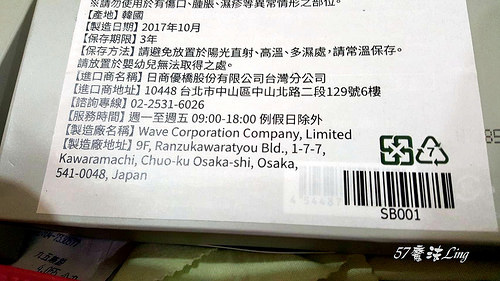 ※請勿使用於有傷口、腫脹、濕疹等異常情形之部位。
【產地】韓國
【製造日期】2017年10月
【保存期限】3年
【保存方法】請避免放置於陽光直射、高溫、多濕處,請常溫保存。
請放置於嬰幼兒無法取得之處。
【進口商名稱】日商優橋股份有限公司台灣分公司
【進口商地址】10448 台北市中山區中山北路二段129號6樓
【諮詢專線】02-2531-6026
【服務時間】週一至週五 09:00-18:00 例假日除外
【製造廠名稱】Wave Corporation Company, Limited
【製造廠地址】9F, Ranzukawaratyou Bld., 1-7-7,
Kawaramachi, Chuo-ku Osaka-shi, Osaka,
541-0048, Japan
7
SB001
57魔法Ling